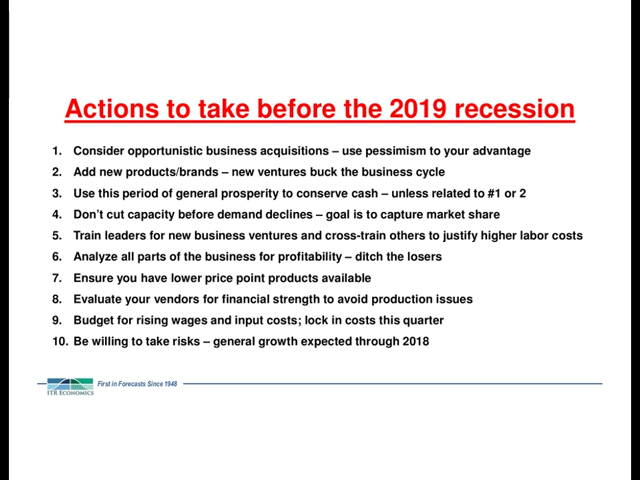 Actions to take before the 2019 recession
1. Consider opportunistic business acquisitions – use pessimism to your advantage
2. Add new products/brands – new ventures buck the business cycle
3. Use this period of general prosperity to conserve cash – unless related to #1 or 2
4. Don't cut capacity before demand declines – goal is to capture market share
5. Train leaders for new business ventures and cross-train others to justify higher labor costs
6. Analyze all parts of the business for profitability – ditch the losers
7. Ensure you have lower price point products available
8. Evaluate your vendors for financial strength to avoid production issues
9. Budget for rising wages and input costs; lock in costs this quarter
10. Be willing to take risks – general growth expected through 2018
First in Forecasts Since 1948
ITR ECONOMICS